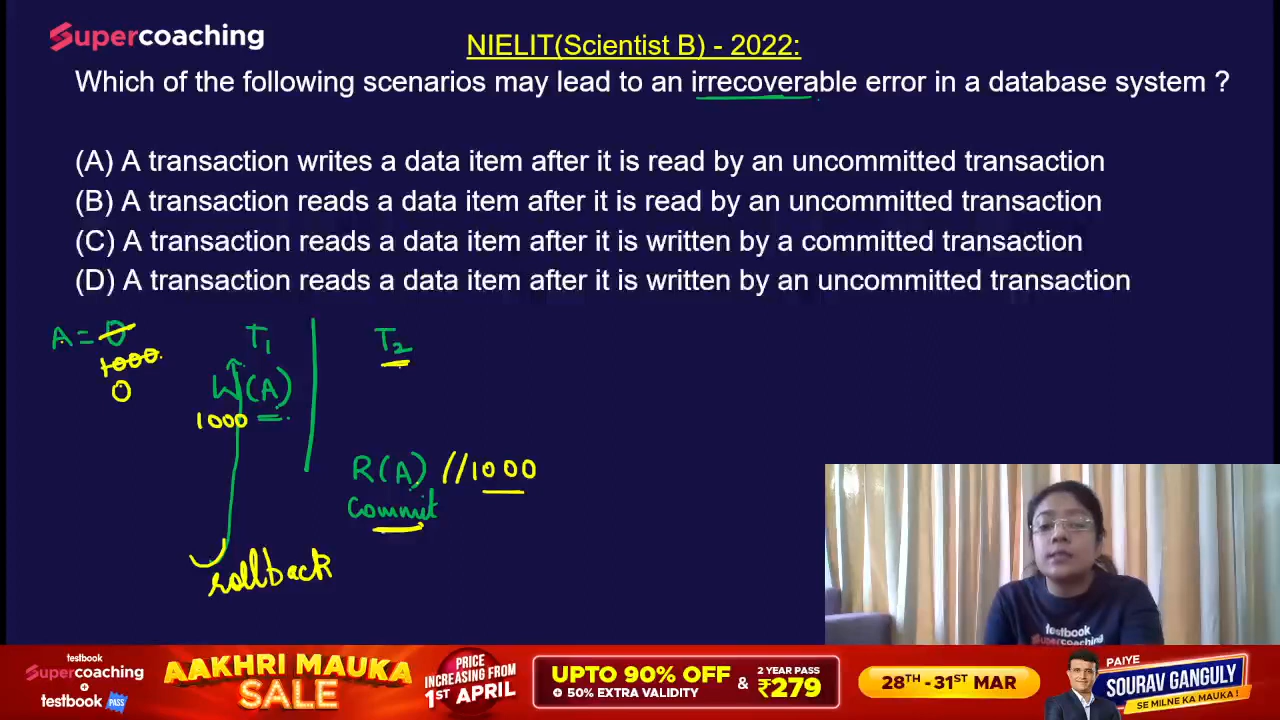 Supercoaching
NIELIT(Scientist B) - 2022:
Which of the following scenarios may lead to an irrecoverable error in a database system ?
(A) A transaction writes a data item after it is read by an uncommitted transaction
(B) A transaction reads a data item after it is read by an uncommitted transaction
(C) A transaction reads a data item after it is written by a committed transaction
(D) A transaction reads a data item after it is written by an uncommitted transaction
A = 0
1000
0
T1
T2
W(A)
1000
R(A) //1000
Commit
rollback
testbook
Supercoaching
testbook
Supercoaching
+
testbook PASS
AAKHRI MAUKA
SALE
PRICE
INCREASING FROM
1ST APRIL
UPTO 90% OFF
+ 50% EXTRA VALIDITY
&
2 YEAR PASS
₹279
28TH - 31ST MAR
PAIYE
SOURAV GANGULY
SE MILNE KA MAUKA !